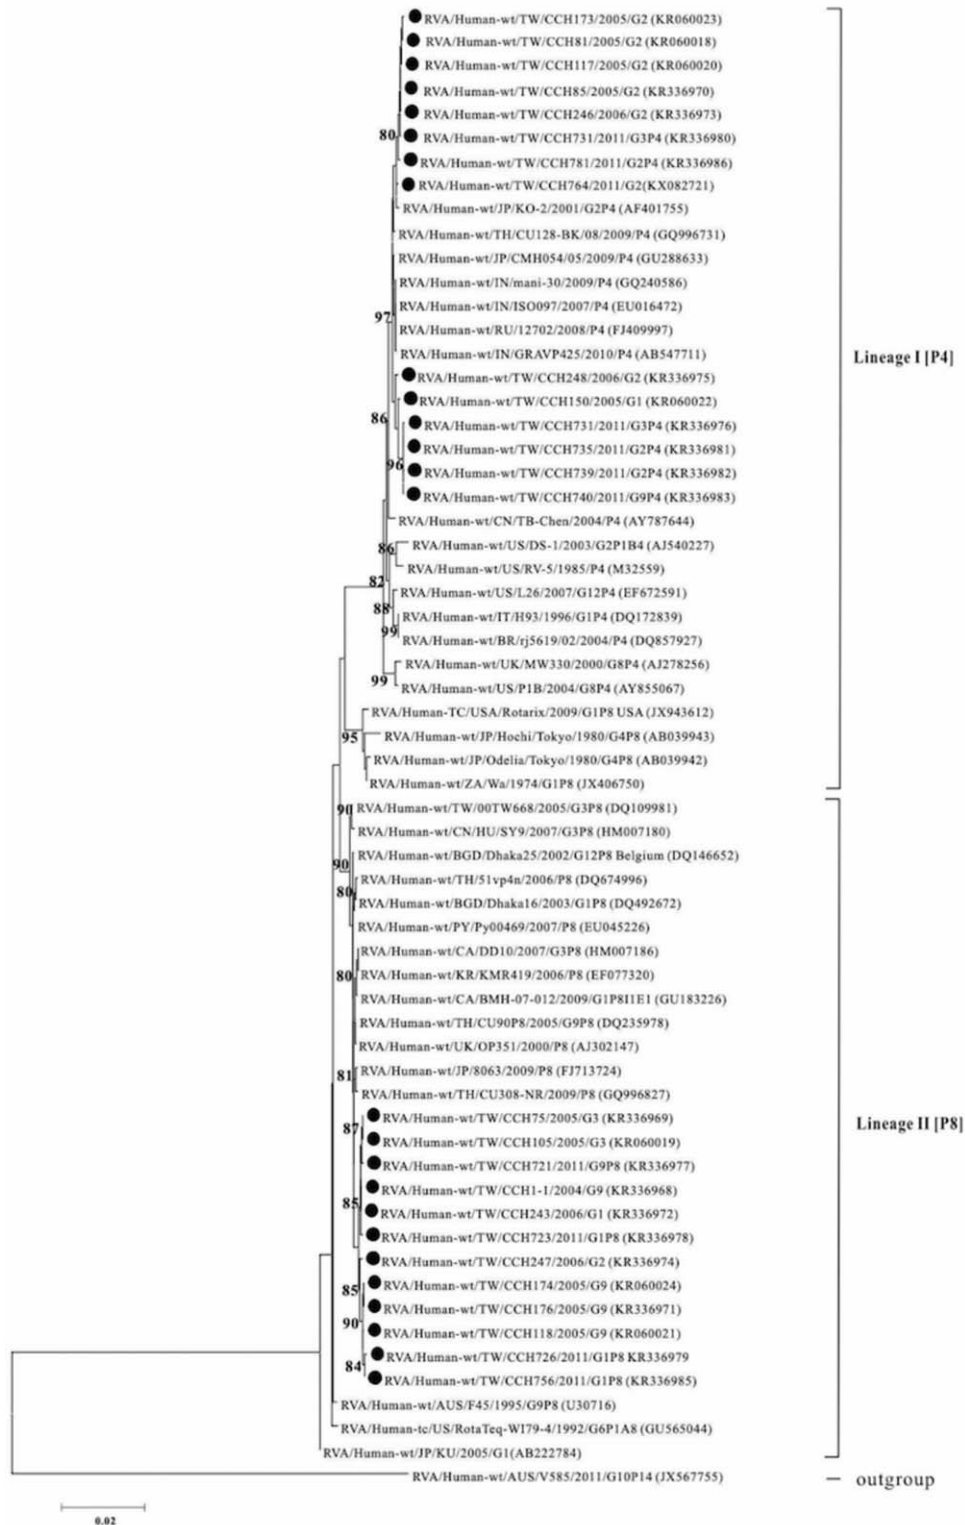 RVA/Human-wt/TW/CCH173/2005/G2 (KR060023)
RVA/Human-wt/TW/CCH81/2005/G2 (KR060018)
RVA/Human-wt/TW/CCH117/2005/G2 (KR060020)
RVA/Human-wt/TW/CCH85/2005/G2 (KR336970)
RVA/Human-wt/TW/CCH246/2006/G2 (KR336973)
80
RVA/Human-wt/TW/CCH731/2011/G3P4 (KR336980)
RVA/Human-wt/TW/CCH781/2011/G2P4 (KR336986)
RVA/Human-wt/TW/CCH764/2011/G2(KX082721)
RVA/Human-wt/JP/KO-2/2001/G2P4 (AF401755)
RVA/Human-wt/TH/CU128-BK/08/2009/P4 (GQ996731)
RVA/Human-wt/JP/CMH054/05/2009/P4 (GU288633)
RVA/Human-wt/IN/mani-30/2009/P4 (GQ240586)
RVA/Human-wt/IN/ISO097/2007/P4 (EU016472)
97
RVA/Human-wt/RU/12702/2008/P4 (FJ409997)
RVA/Human-wt/IN/GRAVP425/2010/P4 (AB547711)
Lineage I [P4]
RVA/Human-wt/TW/CCH248/2006/G2 (KR336975)
RVA/Human-wt/TW/CCH150/2005/G1 (KR060022)
86
RVA/Human-wt/TW/CCH731/2011/G3P4 (KR336976)
RVA/Human-wt/TW/CCH735/2011/G2P4 (KR336981)
96
RVA/Human-wt/TW/CCH739/2011/G2P4 (KR336982)
RVA/Human-wt/TW/CCH740/2011/G9P4 (KR336983)
RVA/Human-wt/CN/TB-Chen/2004/P4 (AY787644)
86
RVA/Human-wt/US/DS-1/2003/G2P1B4 (AJ540227)
RVA/Human-wt/US/RV-5/1985/P4 (M32559)
82
RVA/Human-wt/US/L26/2007/G12P4 (EF672591)
88
RVA/Human-wt/IT/H93/1996/G1P4 (DQ172839)
99
RVA/Human-wt/BR/rj5619/02/2004/P4 (DQ857927)
RVA/Human-wt/UK/MW330/2000/G8P4 (AJ278256)
99
RVA/Human-wt/US/P1B/2004/G8P4 (AY855067)
RVA/Human-TC/USA/Rotarix/2009/G1P8 USA (JX943612)
95
RVA/Human-wt/JP/Hochi/Tokyo/1980/G4P8 (AB039943)
RVA/Human-wt/JP/Odelia/Tokyo/1980/G4P8 (AB039942)
RVA/Human-wt/ZA/Wa/1974/G1P8 (JX406750)
90
RVA/Human-wt/TW/00TW668/2005/G3P8 (DQ109981)
RVA/Human-wt/CN/HU/SY9/2007/G3P8 (HM007180)
RVA/Human-wt/BGD/Dhaka25/2002/G12P8 Belgium (DQ146652)
90
RVA/Human-wt/TH/51vp4n/2006/P8 (DQ674996)
80
RVA/Human-wt/BGD/Dhaka16/2003/G1P8 (DQ492672)
RVA/Human-wt/PY/Py00469/2007/P8 (EU045226)
RVA/Human-wt/CA/DD10/2007/G3P8 (HM007186)
80
RVA/Human-wt/KR/KMR419/2006/P8 (EF077320)
RVA/Human-wt/CA/BMH-07-012/2009/G1P8I1E1 (GU183226)
RVA/Human-wt/TH/CU90P8/2005/G9P8 (DQ235978)
RVA/Human-wt/UK/OP351/2000/P8 (AJ302147)
81
RVA/Human-wt/JP/8063/2009/P8 (FJ713724)
RVA/Human-wt/TH/CU308-NR/2009/P8 (GQ996827)
RVA/Human-wt/TW/CCH75/2005/G3 (KR336969)
Lineage II [P8]
87
RVA/Human-wt/TW/CCH105/2005/G3 (KR060019)
RVA/Human-wt/TW/CCH721/2011/G9P8 (KR336977)
RVA/Human-wt/TW/CCH1-1/2004/G9 (KR336968)
85
RVA/Human-wt/TW/CCH243/2006/G1 (KR336972)
RVA/Human-wt/TW/CCH723/2011/G1P8 (KR336978)
RVA/Human-wt/TW/CCH247/2006/G2 (KR336974)
85
RVA/Human-wt/TW/CCH174/2005/G9 (KR060024)
RVA/Human-wt/TW/CCH176/2005/G9 (KR336971)
90
RVA/Human-wt/TW/CCH118/2005/G9 (KR060021)
RVA/Human-wt/TW/CCH726/2011/G1P8 KR336979
84
RVA/Human-wt/TW/CCH756/2011/G1P8 (KR336985)
RVA/Human-wt/AUS/F45/1995/G9P8 (U30716)
RVA/Human-tc/US/RotaTeq-WI79-4/1992/G6P1A8 (GU565044)
RVA/Human-wt/JP/KU/2005/G1(AB222784)
RVA/Human-wt/AUS/V585/2011/G10P14 (JX567755)
outgroup
0.02